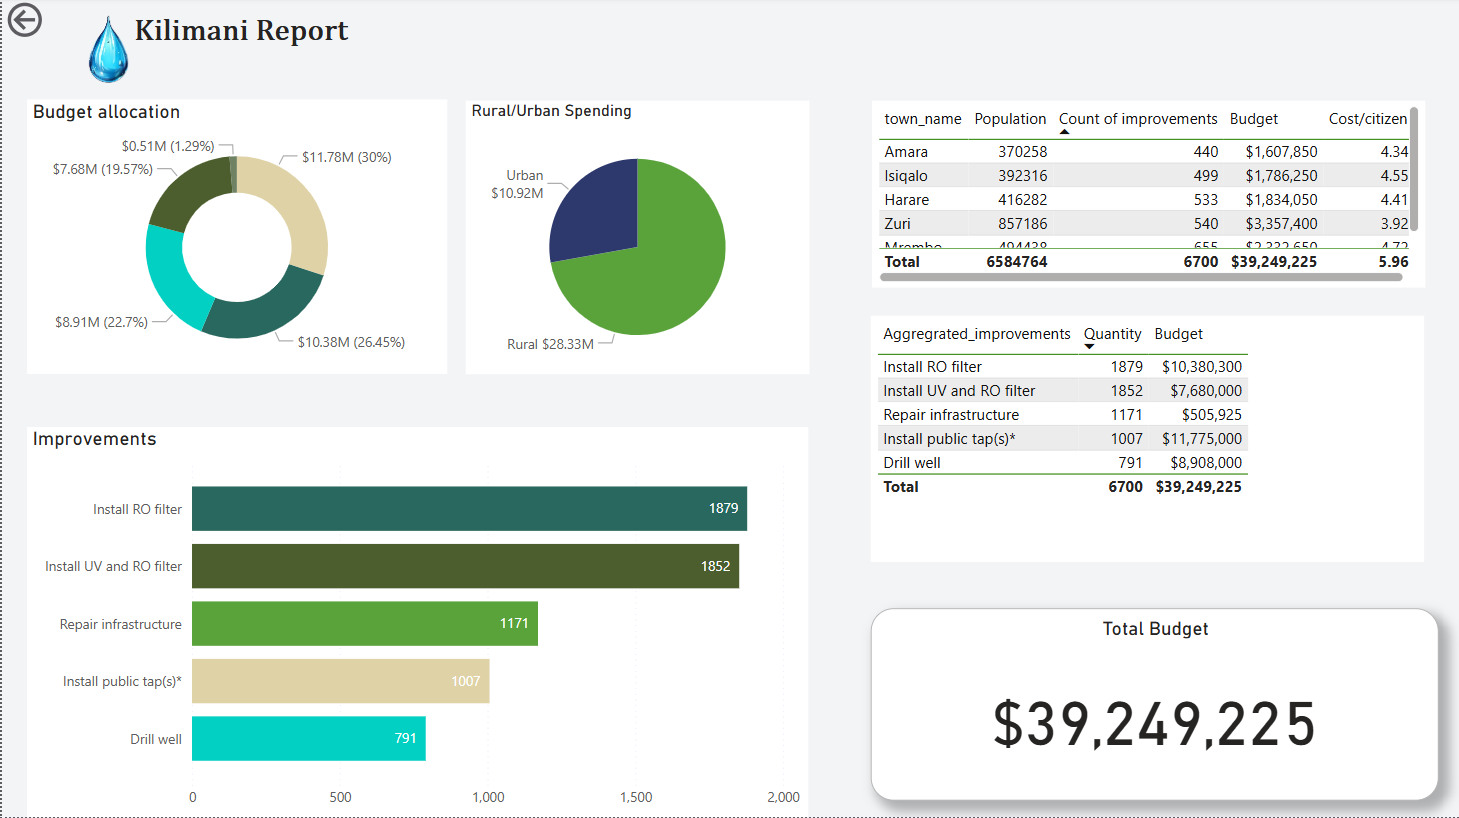 Kilimani Report
Budget allocation
$0.51M (1.29%)
$11.78M (30%)
$7.68M (19.57%)
$8.91M (22.7%)
$10.38M (26.45%)
Rural/Urban Spending
Urban
$10.92M
Rural $28.33M
town_name Population Count of improvements Budget Cost/citizen
Amara 370258 440 $1,607,850 4.34
Isiqalo 392316 499 $1,786,250 4.55
Harare 416282 533 $1,834,050 4.41
Zuri 857186 540 $3,357,400 3.92
Mrembo 494438 655 $2,332,650 4.72
Total 6584764 6700 $39,249,225 5.96
Aggregrated_improvements Quantity Budget
Install RO filter 1879 $10,380,300
Install UV and RO filter 1852 $7,680,000
Repair infrastructure 1171 $505,925
Install public tap(s)* 1007 $11,775,000
Drill well 791 $8,908,000
Total 6700 $39,249,225
Improvements
Install RO filter 1879
Install UV and RO filter 1852
Repair infrastructure 1171
Install public tap(s)* 1007
Drill well 791
0 500 1,000 1,500 2,000
Total Budget
$39,249,225